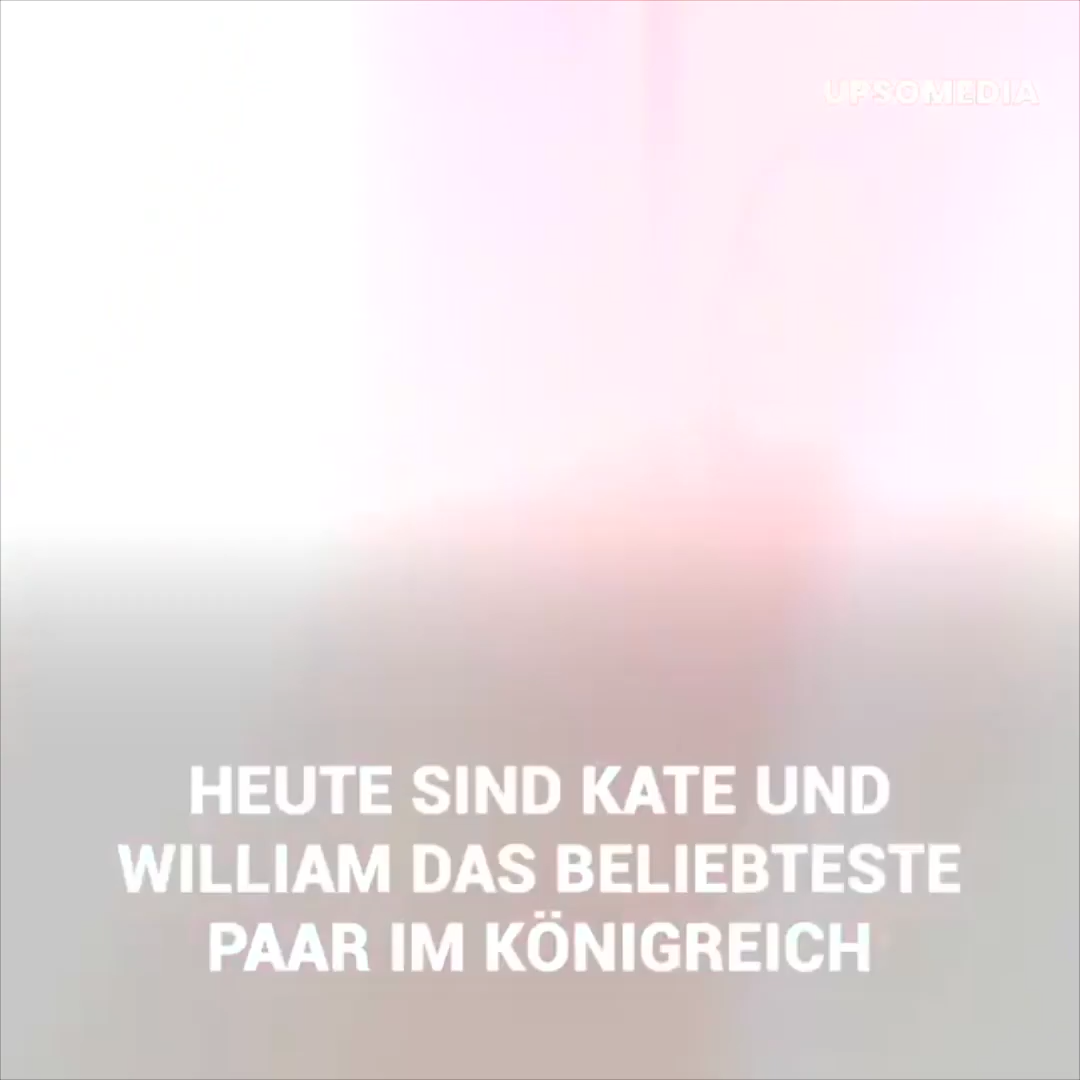 UPSOMEDIA
HEUTE SIND KATE UND
WILLIAM DAS BELIEBTESTE
PAAR IM KÖNIGREICH